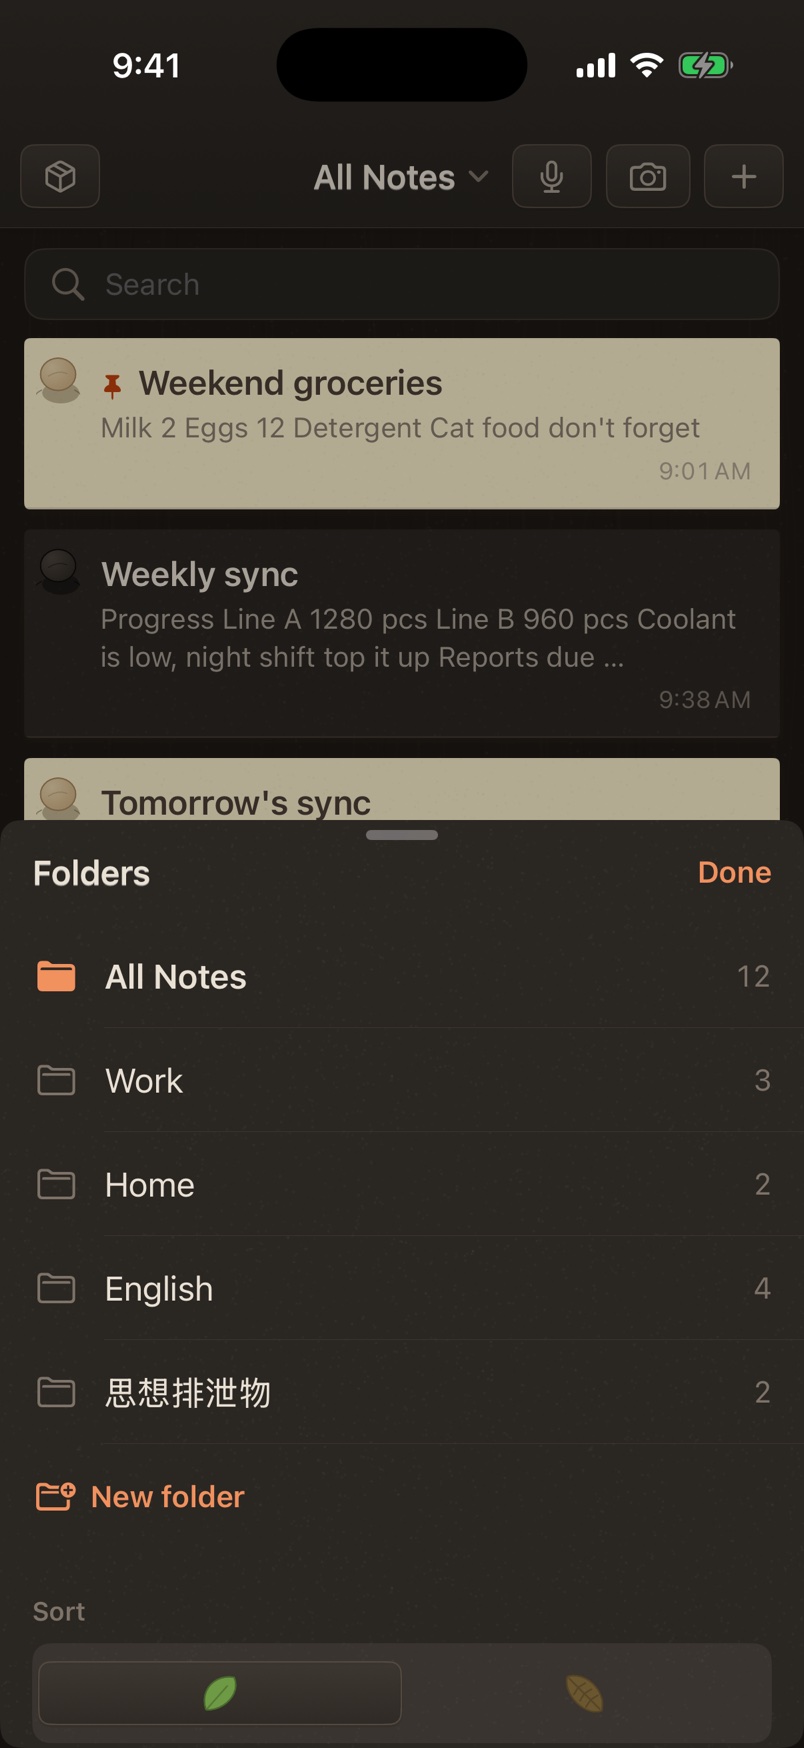 9:41
All Notes
Search
Weekend groceries
Milk 2 Eggs 12 Detergent Cat food don't forget
9:01 AM
Weekly sync
Progress Line A 1280 pcs Line B 960 pcs Coolant
is low, night shift top it up Reports due ...
9:38 AM
Tomorrow's sync
Folders
Done
All Notes
12
Work
3
Home
2
English
4
思想排泄物
2
New folder
Sort